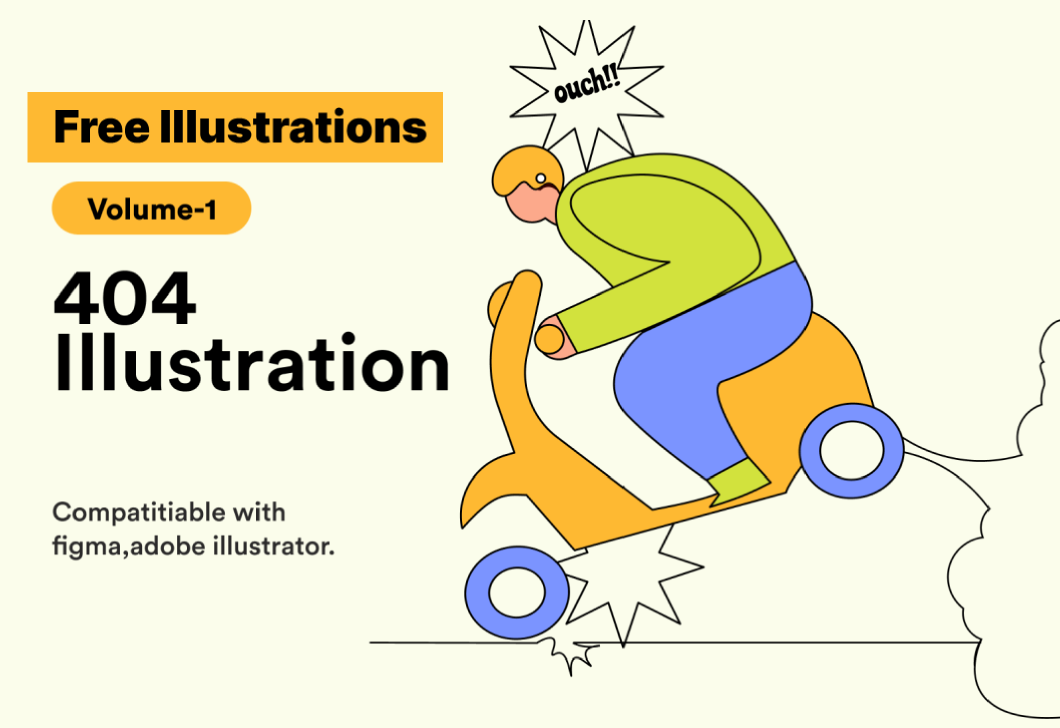 ouch!!
Free Illustrations
Volume-1
404
Illustration
Compatitiable with
figma,adobe illustrator.